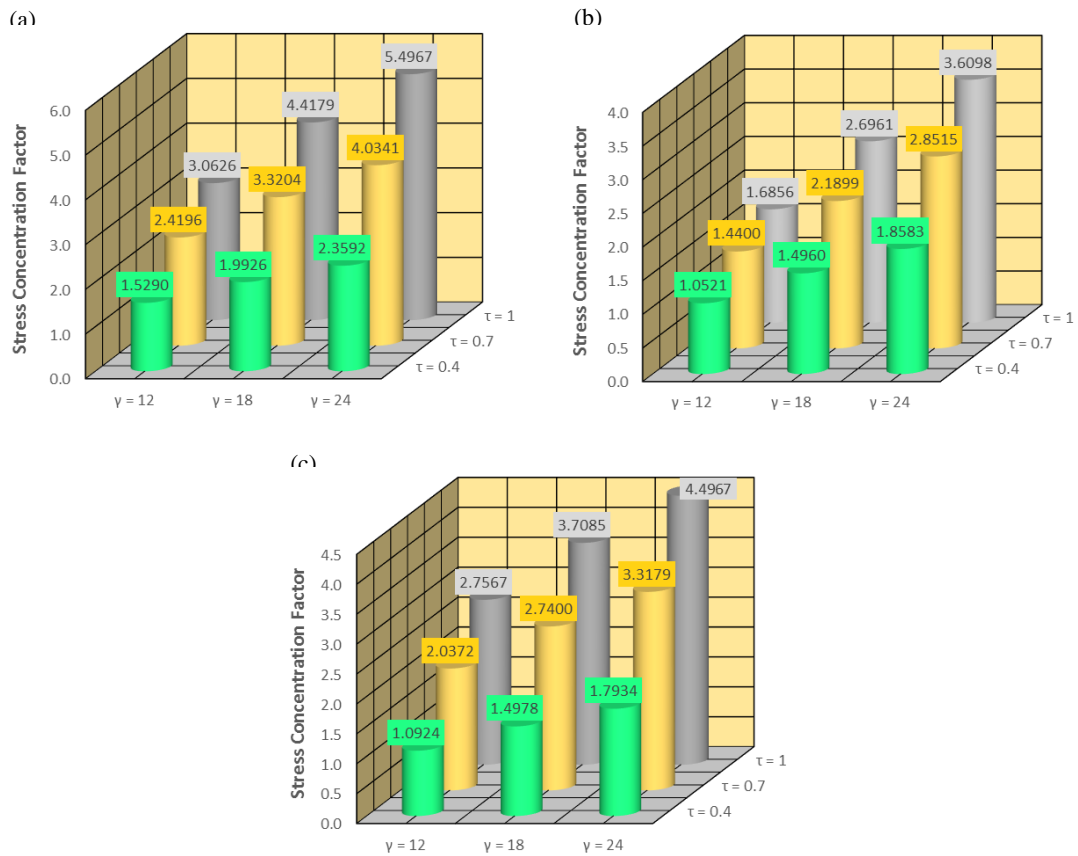 (a)
Stress Concentration Factor
6.0
5.0
4.0
3.0
2.0
1.0
0.0
5.4967
4.4179
3.0626
4.0341
3.3204
2.4196
2.3592
1.9926
1.5290
τ = 1
τ = 0.7
τ = 0.4
γ = 12
γ = 18
γ = 24
(b)
Stress Concentration Factor
4.0
3.5
3.0
2.5
2.0
1.5
1.0
0.5
0.0
3.6098
2.6961
1.6856
2.8515
2.1899
1.4400
1.8583
1.4960
1.0521
τ = 1
τ = 0.7
τ = 0.4
γ = 12
γ = 18
γ = 24
(c)
Stress Concentration Factor
4.5
4.0
3.5
3.0
2.5
2.0
1.5
1.0
0.5
0.0
4.4967
3.7085
2.7567
3.3179
2.7400
2.0372
1.7934
1.4978
1.0924
τ = 1
τ = 0.7
τ = 0.4
γ = 12
γ = 18
γ = 24